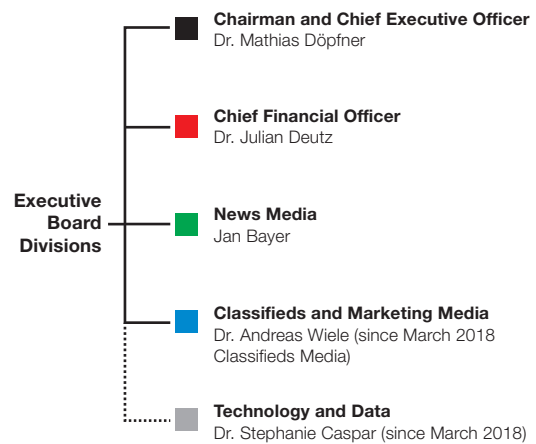 Chairman and Chief Executive Officer
Dr. Mathias Döpfner
Chief Financial Officer
Dr. Julian Deutz
Executive
Board
Divisions
News Media
Jan Bayer
Classifieds and Marketing Media
Dr. Andreas Wiele (since March 2018
Classifieds Media)
Technology and Data
Dr. Stephanie Caspar (since March 2018)